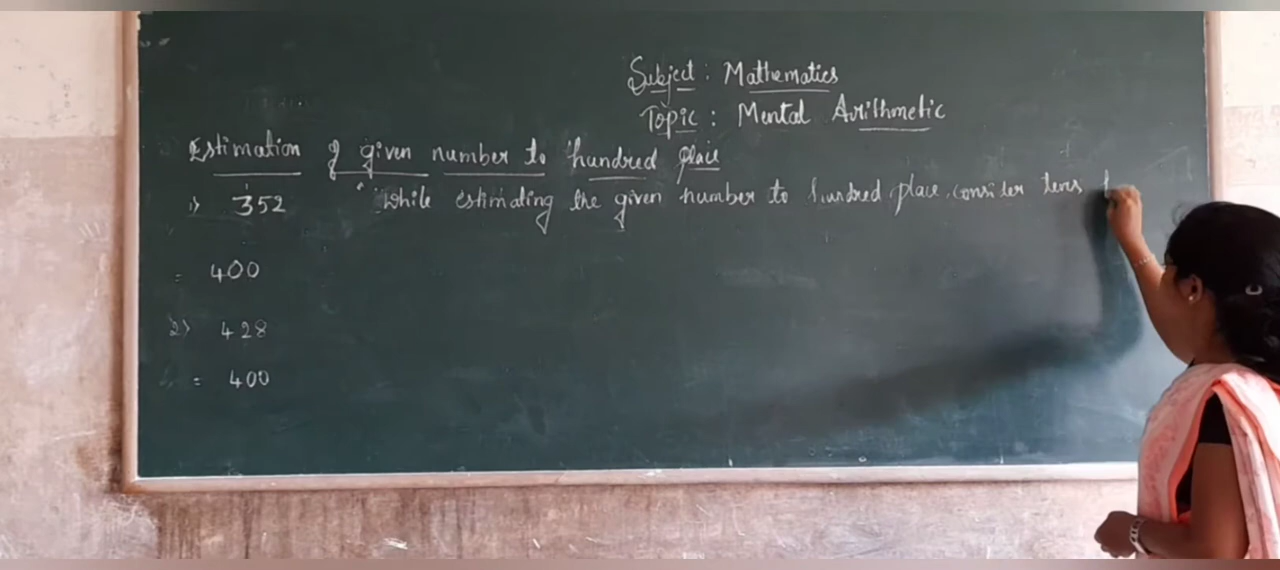 Subject : Mathematics
Topic : Mental Arithmetic
Estimation of given number to hundred place
1) 352 while estimating the given number to hundred place, consider tens
= 400
2) 428
= 400